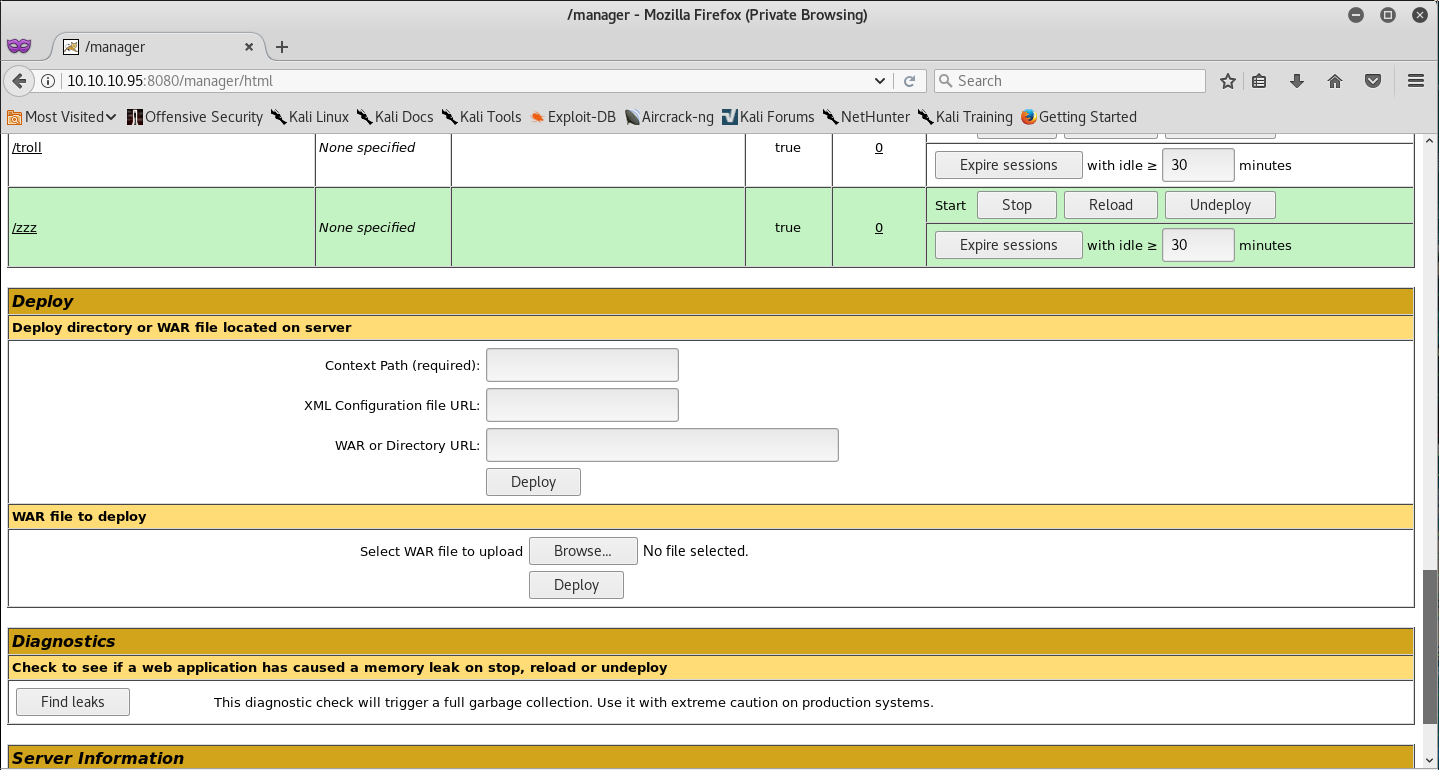 /manager - Mozilla Firefox (Private Browsing)
/manager
10.10.10.95:8080/manager/html
Search
Most Visited Offensive Security Kali Linux Kali Docs Kali Tools Exploit-DB Aircrack-ng Kali Forums NetHunter Kali Training Getting Started
/troll None specified true 0
Expire sessions with idle ≥ 30 minutes
Start Stop Reload Undeploy
/zzz None specified true 0
Expire sessions with idle ≥ 30 minutes
Deploy
Deploy directory or WAR file located on server
Context Path (required):
XML Configuration file URL:
WAR or Directory URL:
Deploy
WAR file to deploy
Select WAR file to upload Browse... No file selected.
Deploy
Diagnostics
Check to see if a web application has caused a memory leak on stop, reload or undeploy
Find leaks This diagnostic check will trigger a full garbage collection. Use it with extreme caution on production systems.
Server Information